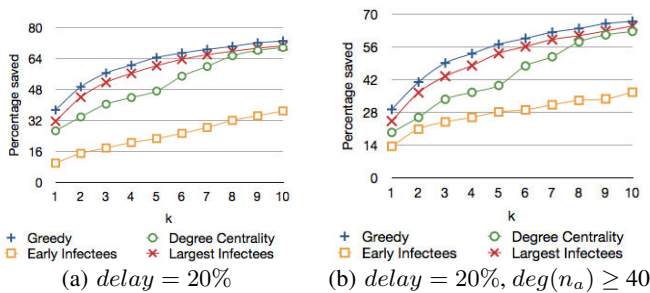 80
64
48
32
16
0
Percentage saved
1 2 3 4 5 6 7 8 9 10
k
Greedy
Degree Centrality
Early Infectees
Largest Infectees
(a) delay = 20%
70
56
42
28
14
0
Percentage saved
1 2 3 4 5 6 7 8 9 10
k
Greedy
Degree Centrality
Early Infectees
Largest Infectees
(b) delay = 20%, deg(nₐ) ≥ 40